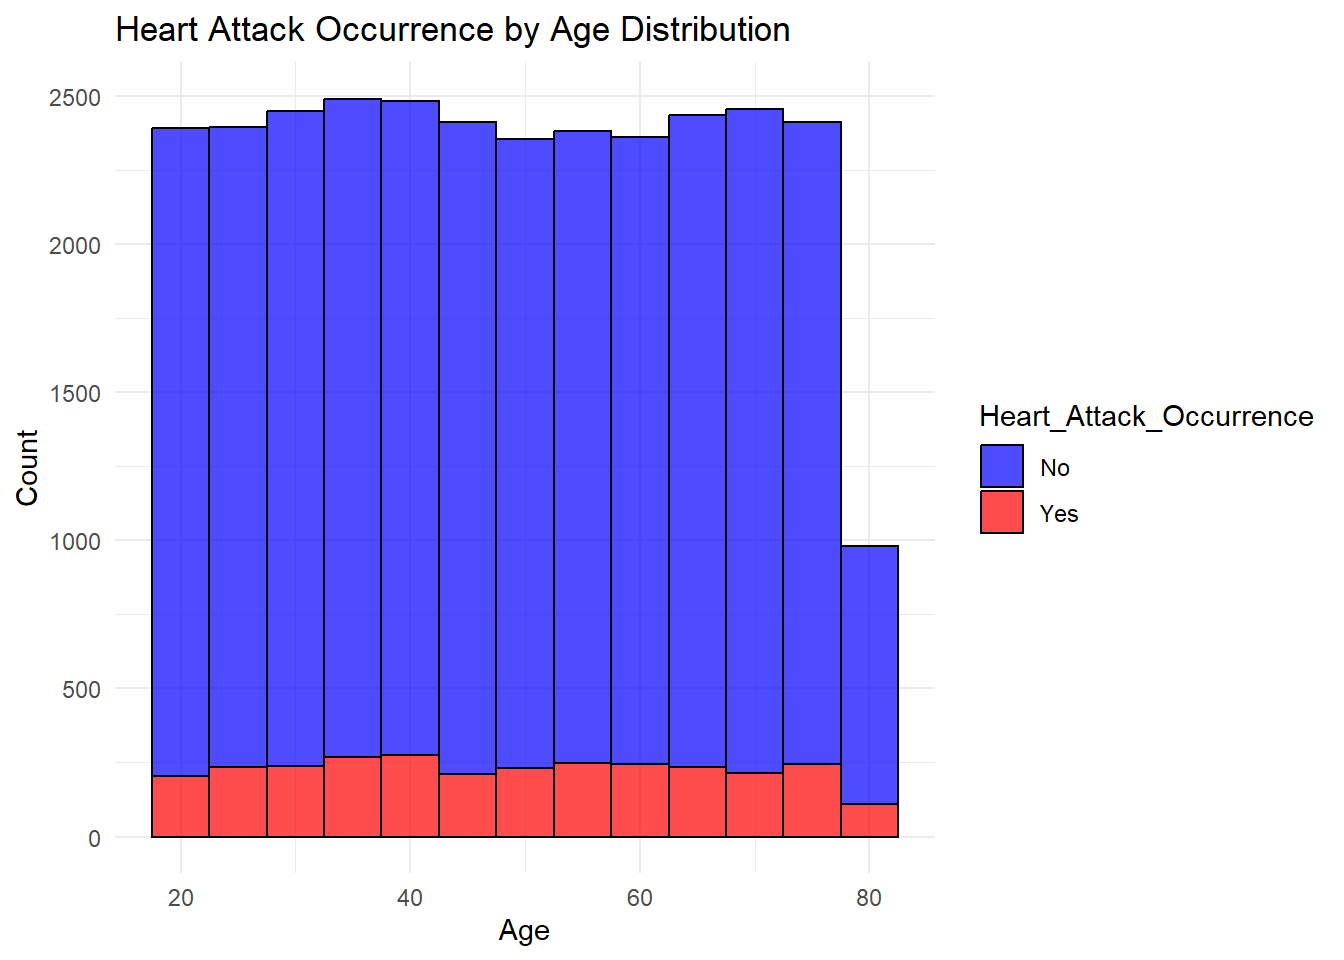 Heart Attack Occurrence by Age Distribution
2500
2000
1500
1000
500
0
Count
20 40 60 80
Age
Heart_Attack_Occurrence
No
Yes